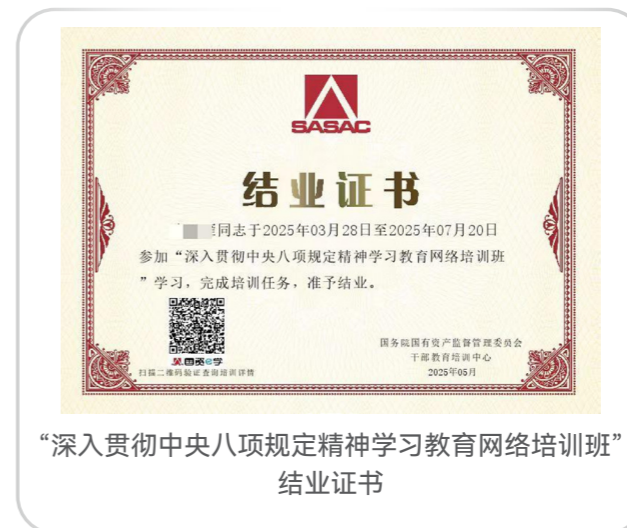 SASAC
结业证书
同志于2025年03月28日至2025年07月20日
参加“深入贯彻中央八项规定精神学习教育网络培训班
”学习，完成培训任务，准予结业。
国资e学
扫描二维码验证查询培训详情
国务院国有资产监督管理委员会
干部教育培训中心
2025年05月
“深入贯彻中央八项规定精神学习教育网络培训班”
结业证书